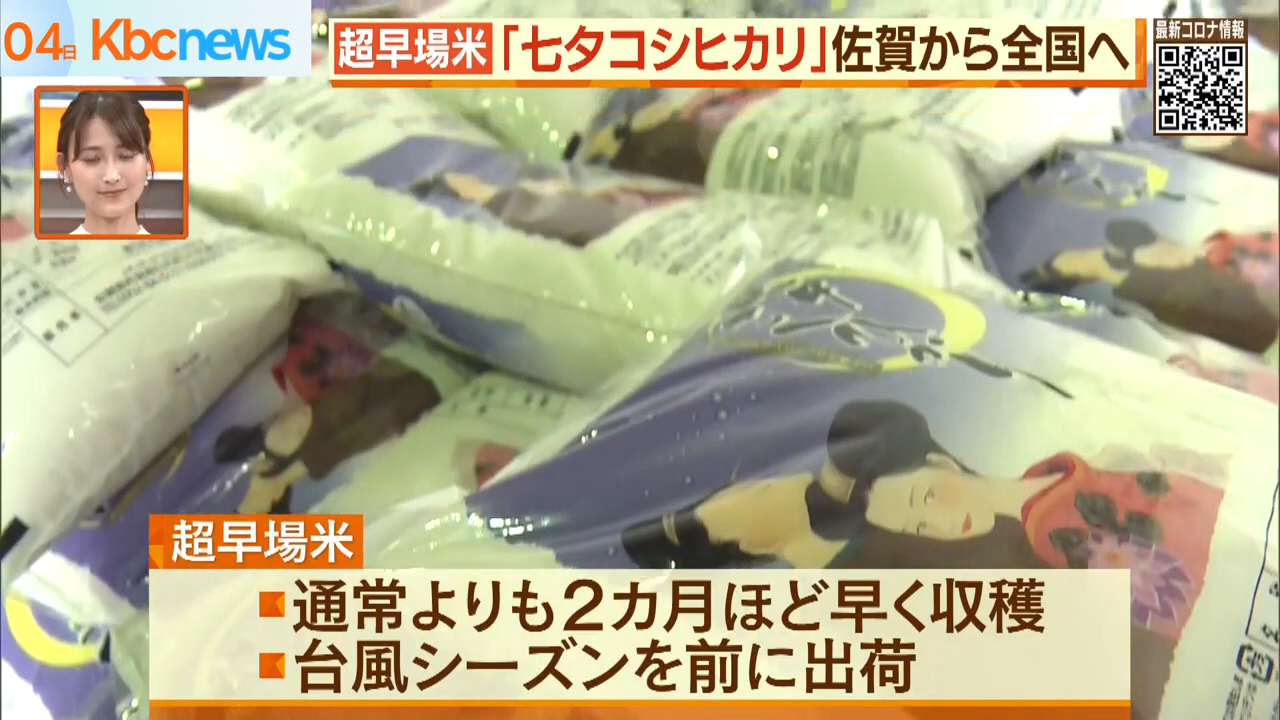 04日 Kbcnews
超早場米「七夕コシヒカリ」佐賀から全国へ
最新コロナ情報
超早場米
通常よりも2カ月ほど早く収穫
台風シーズンを前に出荷